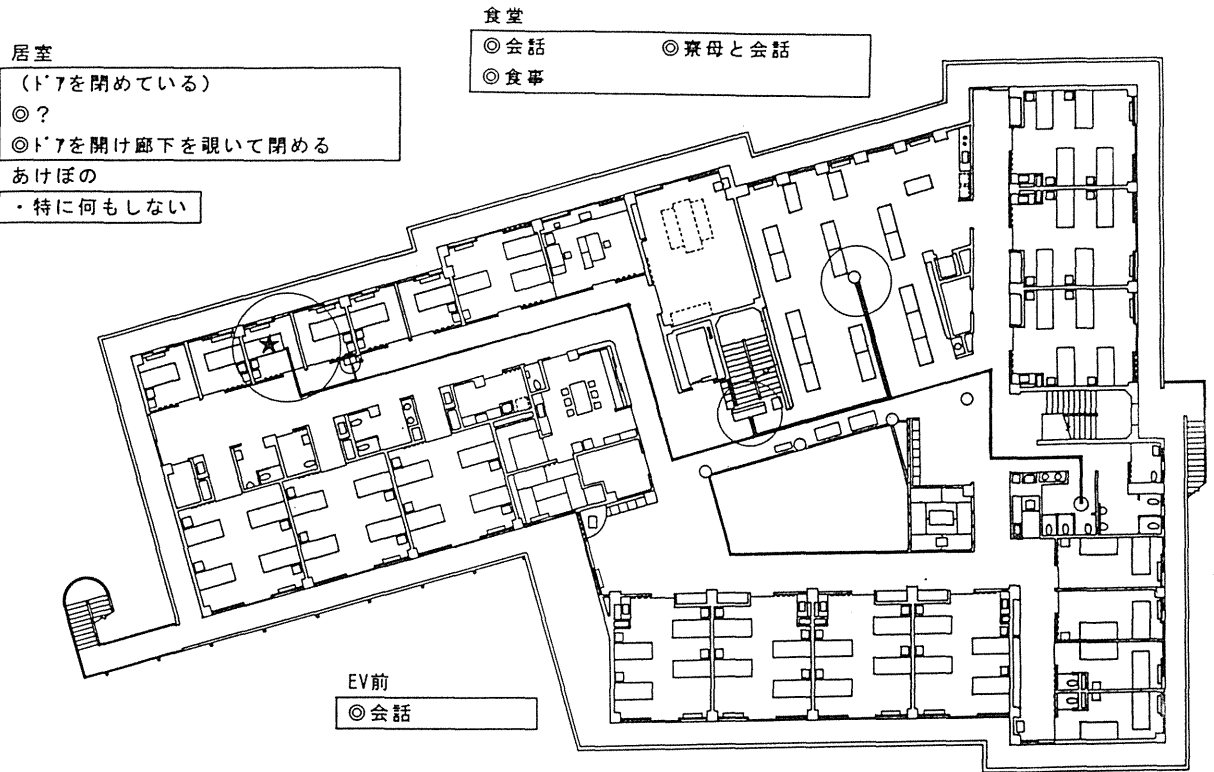 食堂
◎会話　◎寮母と会話
◎食事
居室
(ﾄﾞｱを閉めている)
◎?
◎ﾄﾞｱを開け廊下を覗いて閉める
あけぼの
・特に何もしない
EV前
◎会話